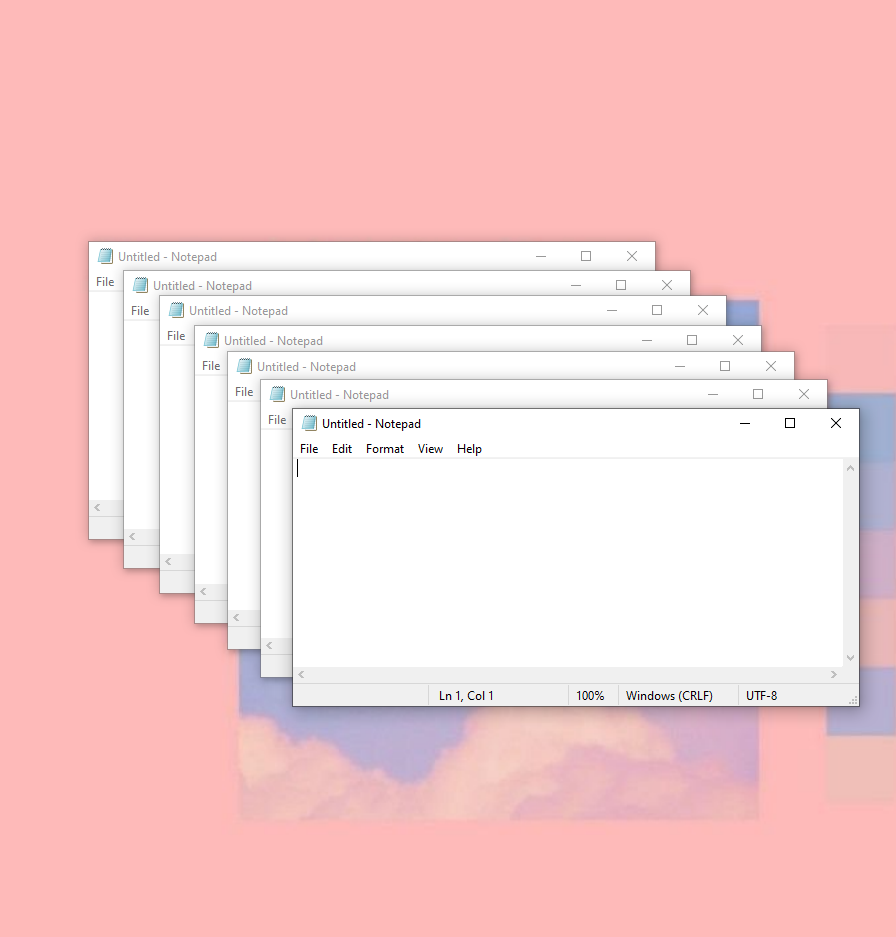 Untitled - Notepad
File
Untitled - Notepad
File
Untitled - Notepad
File
Untitled - Notepad
File
Untitled - Notepad
File
Untitled - Notepad
File
Untitled - Notepad
File Edit Format View Help
Ln 1, Col 1 100% Windows (CRLF) UTF-8